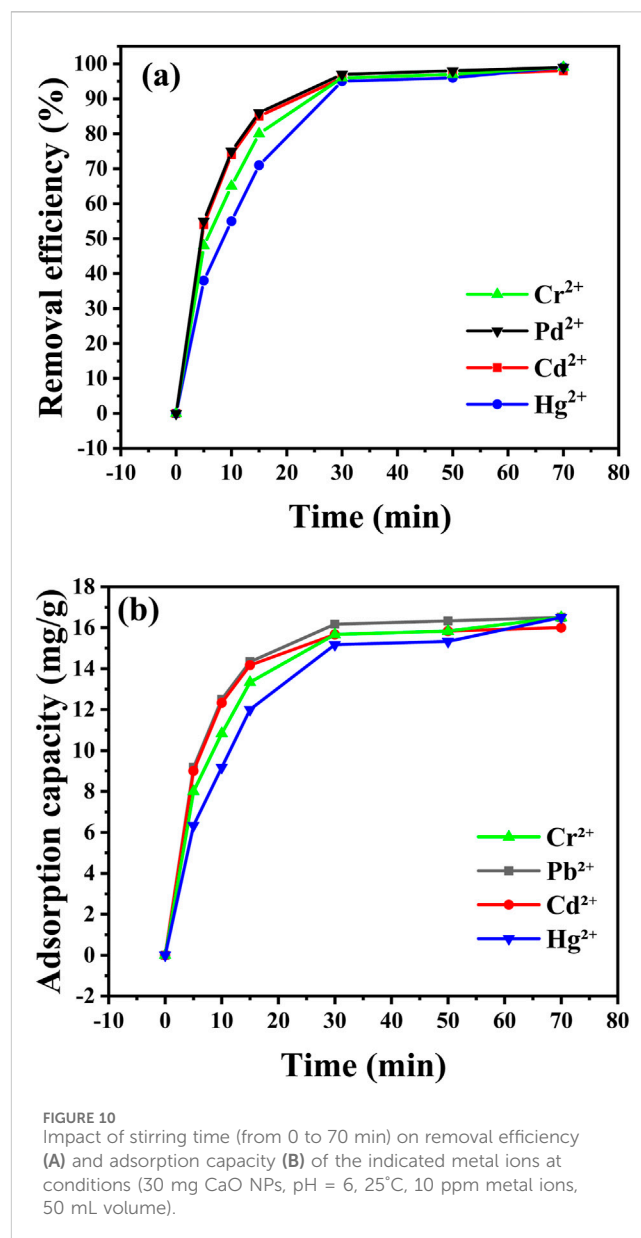 (a)
Removal efficiency (%)
100
90
80
70
60
50
40
30
20
10
0
-10
Cr²⁺
Pd²⁺
Cd²⁺
Hg²⁺
-10 0 10 20 30 40 50 60 70 80
Time (min)
(b)
Adsorption capacity (mg/g)
18
16
14
12
10
8
6
4
2
0
-2
Cr²⁺
Pb²⁺
Cd²⁺
Hg²⁺
-10 0 10 20 30 40 50 60 70 80
Time (min)
FIGURE 10
Impact of stirring time (from 0 to 70 min) on removal efficiency
(A) and adsorption capacity (B) of the indicated metal ions at
conditions (30 mg CaO NPs, pH = 6, 25°C, 10 ppm metal ions,
50 mL volume).